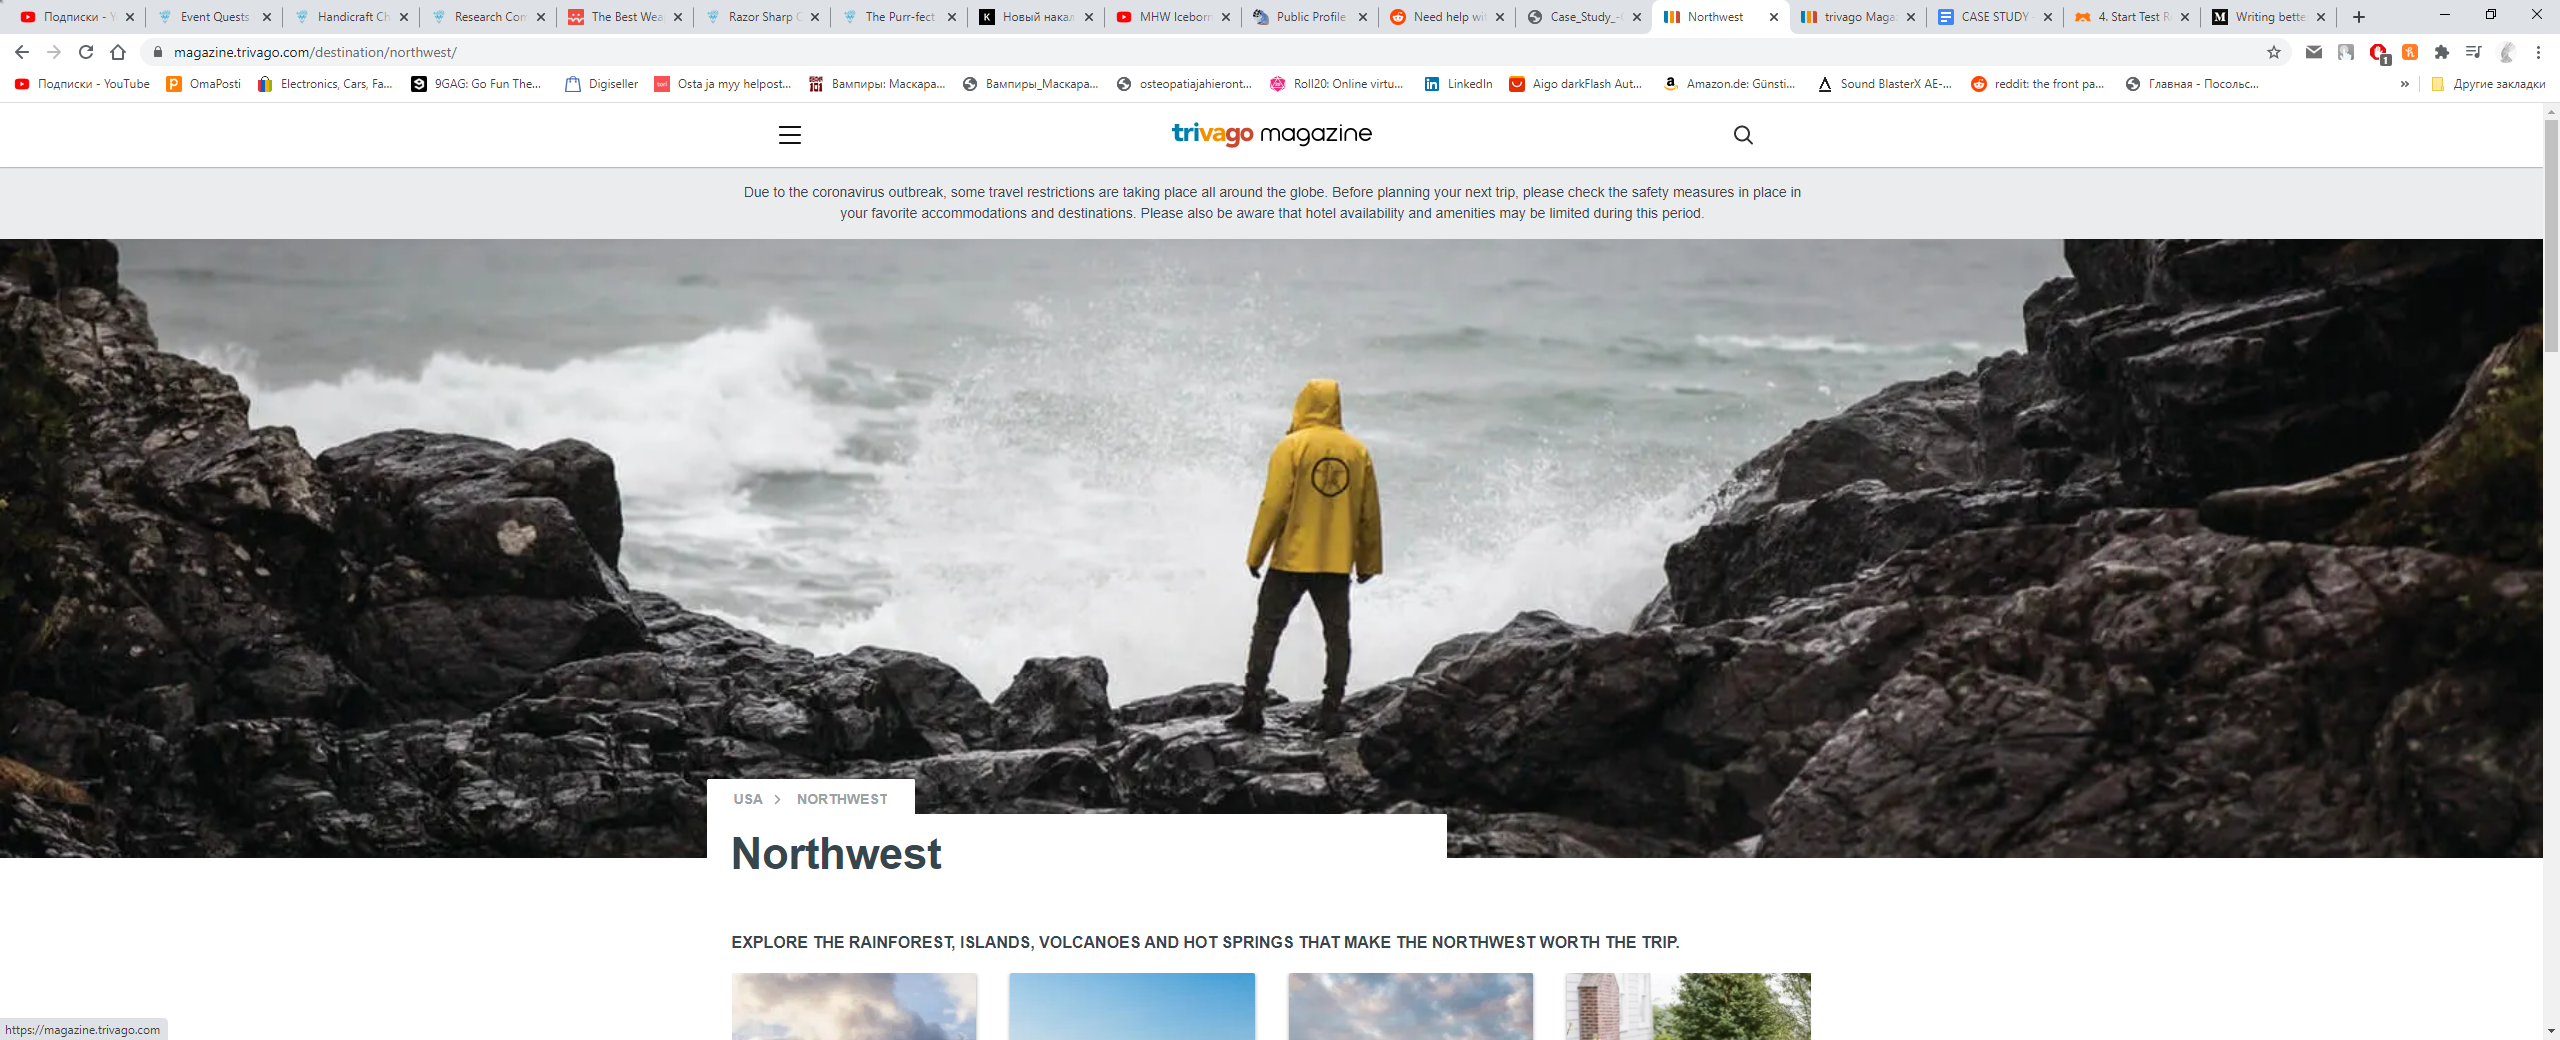 Подписки - Y
Event Quests
Handicraft Ch
Research Com
The Best Wea
Razor Sharp C
The Purr-fect
Новый накал
MHW Iceborn
Public Profile
Need help wit
Case_Study_-(
Northwest
trivago Magaz
CASE STUDY -
4. Start Test R
Writing bette
magazine.trivago.com/destination/northwest/
1
Подписки - YouTube
OmaPosti
Electronics, Cars, Fa...
9GAG: Go Fun The...
Digiseller
Osta ja myy helpost...
Вампиры: Маскара...
Вампиры_Маскара...
osteopatiajahieront...
Roll20: Online virtu...
LinkedIn
Aigo darkFlash Aut...
Amazon.de: Günsti...
Sound BlasterX AE-...
reddit: the front pa...
Главная - Посольс...
»
Другие закладки
trivago magazine
Due to the coronavirus outbreak, some travel restrictions are taking place all around the globe. Before planning your next trip, please check the safety measures in place in
your favorite accommodations and destinations. Please also be aware that hotel availability and amenities may be limited during this period.
USA > NORTHWEST
Northwest
EXPLORE THE RAINFOREST, ISLANDS, VOLCANOES AND HOT SPRINGS THAT MAKE THE NORTHWEST WORTH THE TRIP.
https://magazine.trivago.com